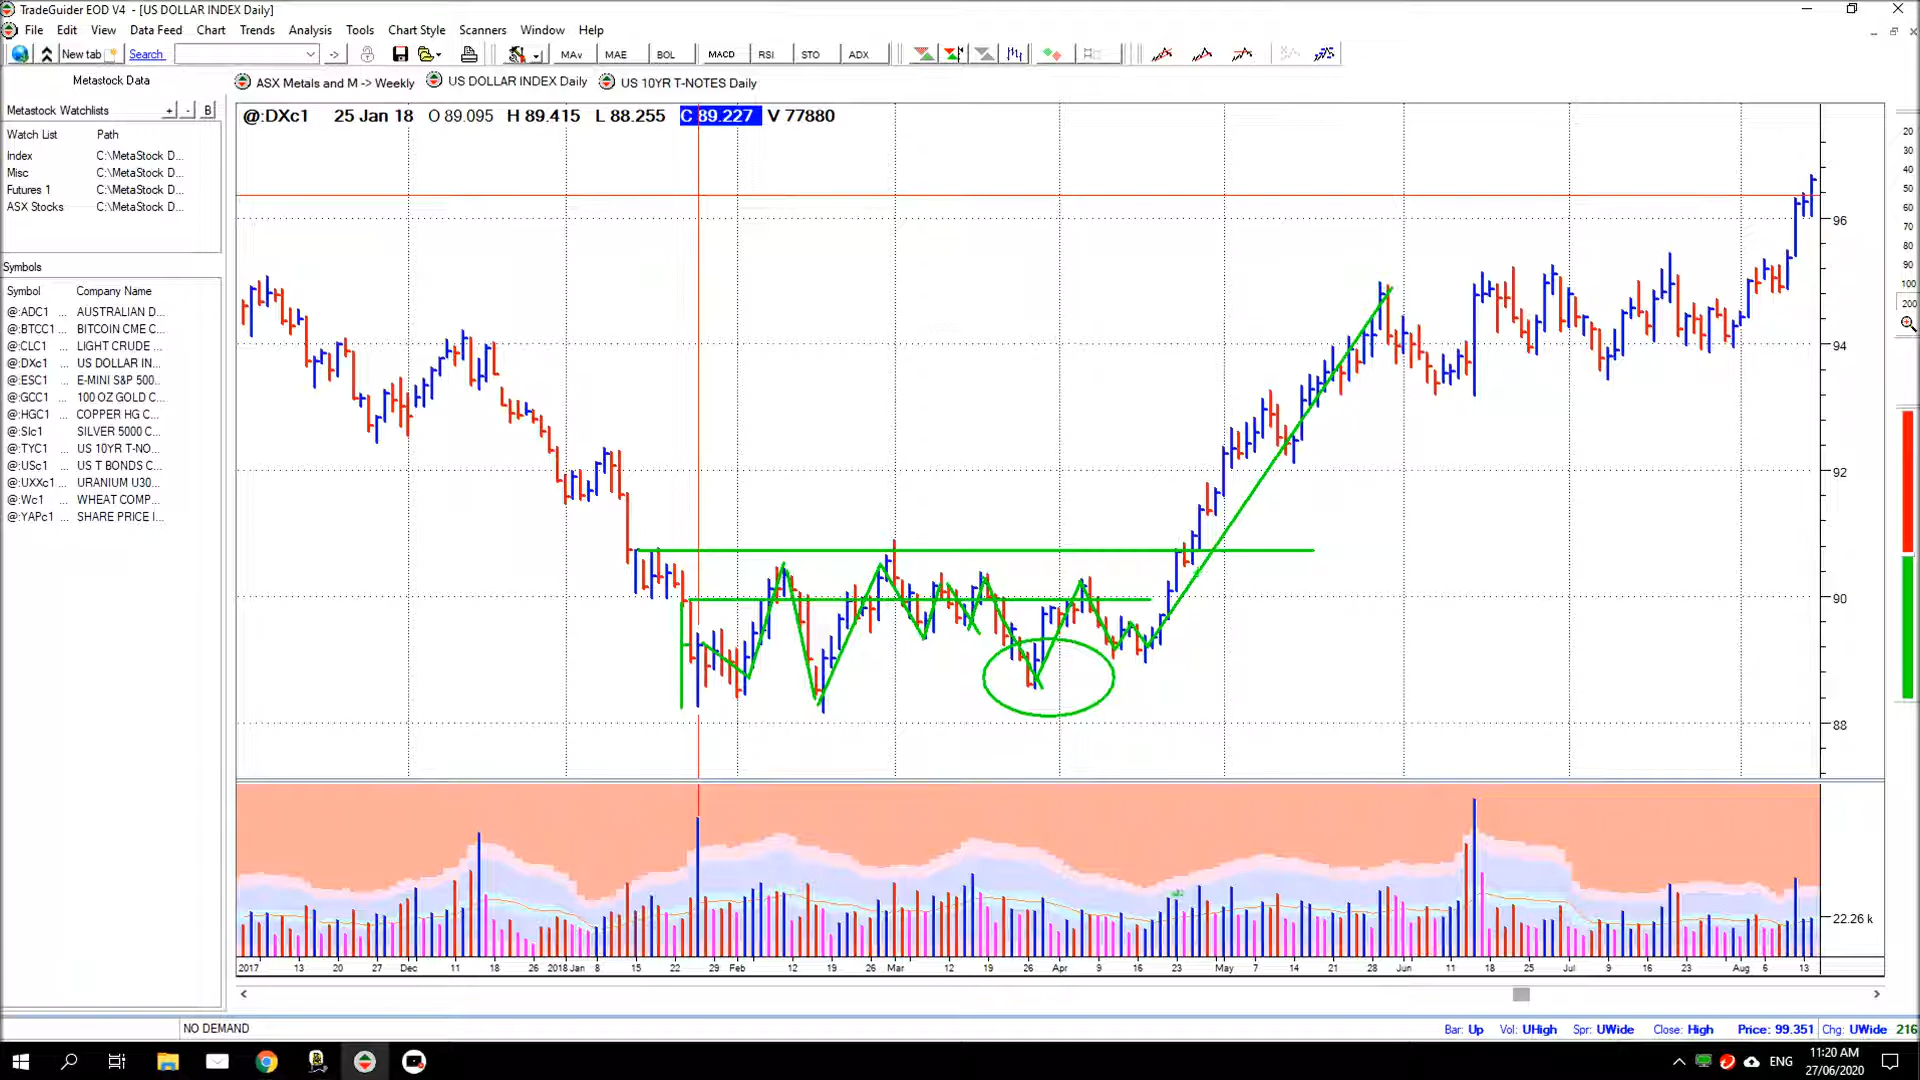 TradeGuider EOD V4 - [US DOLLAR INDEX Daily]
File Edit View Data Feed Chart Trends Analysis Tools Chart Style Scanners Window Help
New tab Search -> MAv MAE BOL MACD RSI STO ADX
Metastock Data
ASX Metals and M -> Weekly US DOLLAR INDEX Daily US 10YR T-NOTES Daily
Metastock Watchlists + - B
@:DXc1 25 Jan 18 O 89.095 H 89.415 L 88.255 C 89.227 V 77880
Watch List Path
Index C:\MetaStock D...
Misc C:\MetaStock D...
Futures 1 C:\MetaStock D...
ASX Stocks C:\MetaStock D...
Symbols
Symbol Company Name
@:ADC1 ... AUSTRALIAN D...
@:BTCC1 ... BITCOIN CME C...
@:CLC1 ... LIGHT CRUDE ...
@:DXc1 ... US DOLLAR IN...
@:ESC1 ... E-MINI S&P 500...
@:GCC1 ... 100 OZ GOLD C...
@:HGC1 ... COPPER HG C...
@:SIc1 ... SILVER 5000 C...
@:TYC1 ... US 10YR T-NO...
@:USc1 ... US T BONDS C...
@:UXXc1 ... URANIUM U30...
@:Wc1 ... WHEAT COMP...
@:YAPc1 ... SHARE PRICE I...
96
94
92
90
88
20
30
40
50
60
70
80
90
100
200
22.26 k
2017 13 20 27 Dec 11 18 26 2018 Jan 8 15 22 29 Feb 12 19 26 Mar 12 19 26 Apr 9 16 23 May 7 14 21 28 Jun 11 18 25 Jul 9 16 23 Aug 6 13
NO DEMAND
Bar: Up Vol: UHigh Spr: UWide Close: High Price: 99.351 Chg: UWide 216
ENG
11:20 AM
27/06/2020